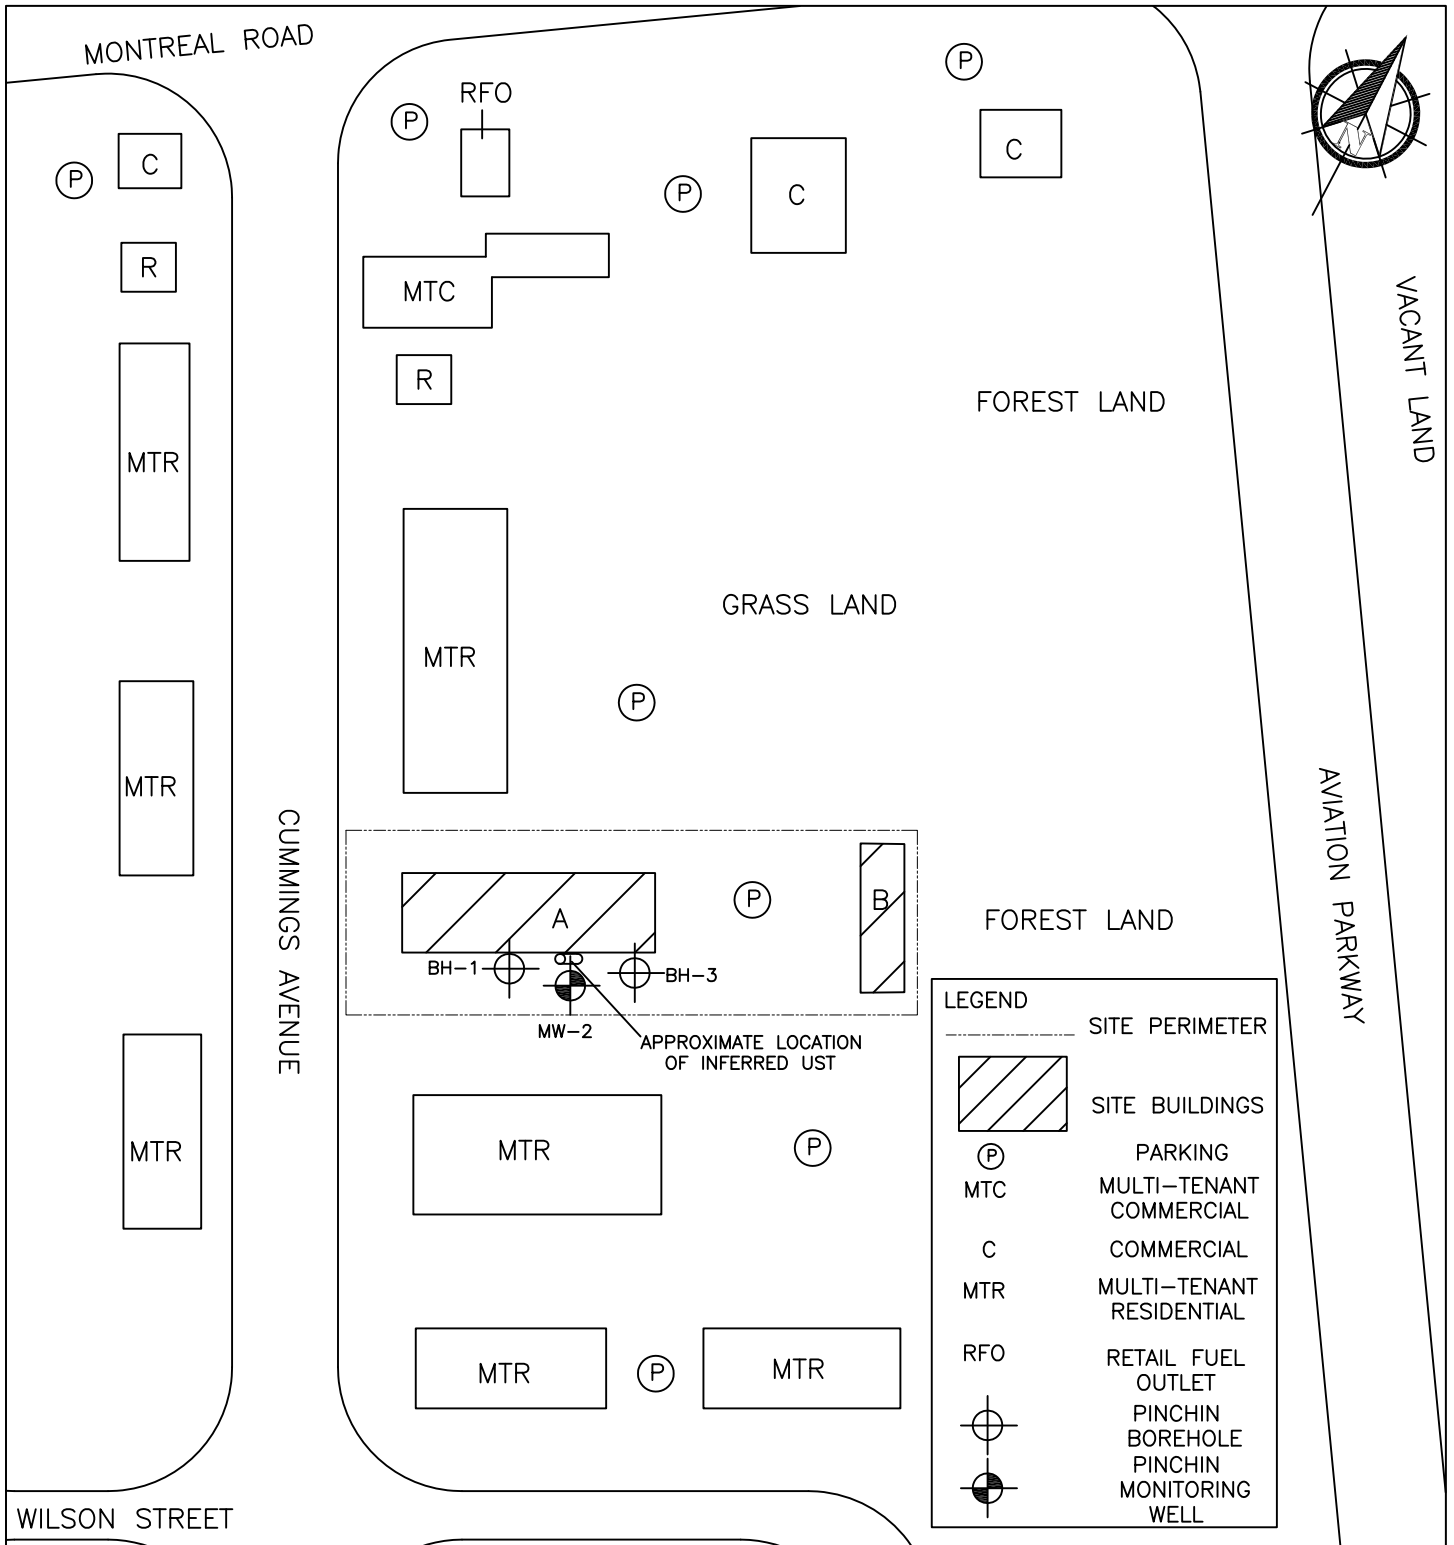 MONTREAL ROAD
P
RFO
P
C
P
C
P
C
N
R
MTC
R
VACANT LAND
FOREST LAND
MTR
GRASS LAND
MTR
P
MTR
CUMMINGS AVENUE
AVIATION PARKWAY
A
P
B
FOREST LAND
BH-1
BH-3
MW-2
APPROXIMATE LOCATION
OF INFERRED UST
MTR
MTR
P
MTR
P
MTR
WILSON STREET
LEGEND
SITE PERIMETER
SITE BUILDINGS
P
PARKING
MTC
MULTI-TENANT
COMMERCIAL
C
COMMERCIAL
MTR
MULTI-TENANT
RESIDENTIAL
RFO
RETAIL FUEL
OUTLET
PINCHIN
BOREHOLE
PINCHIN
MONITORING
WELL